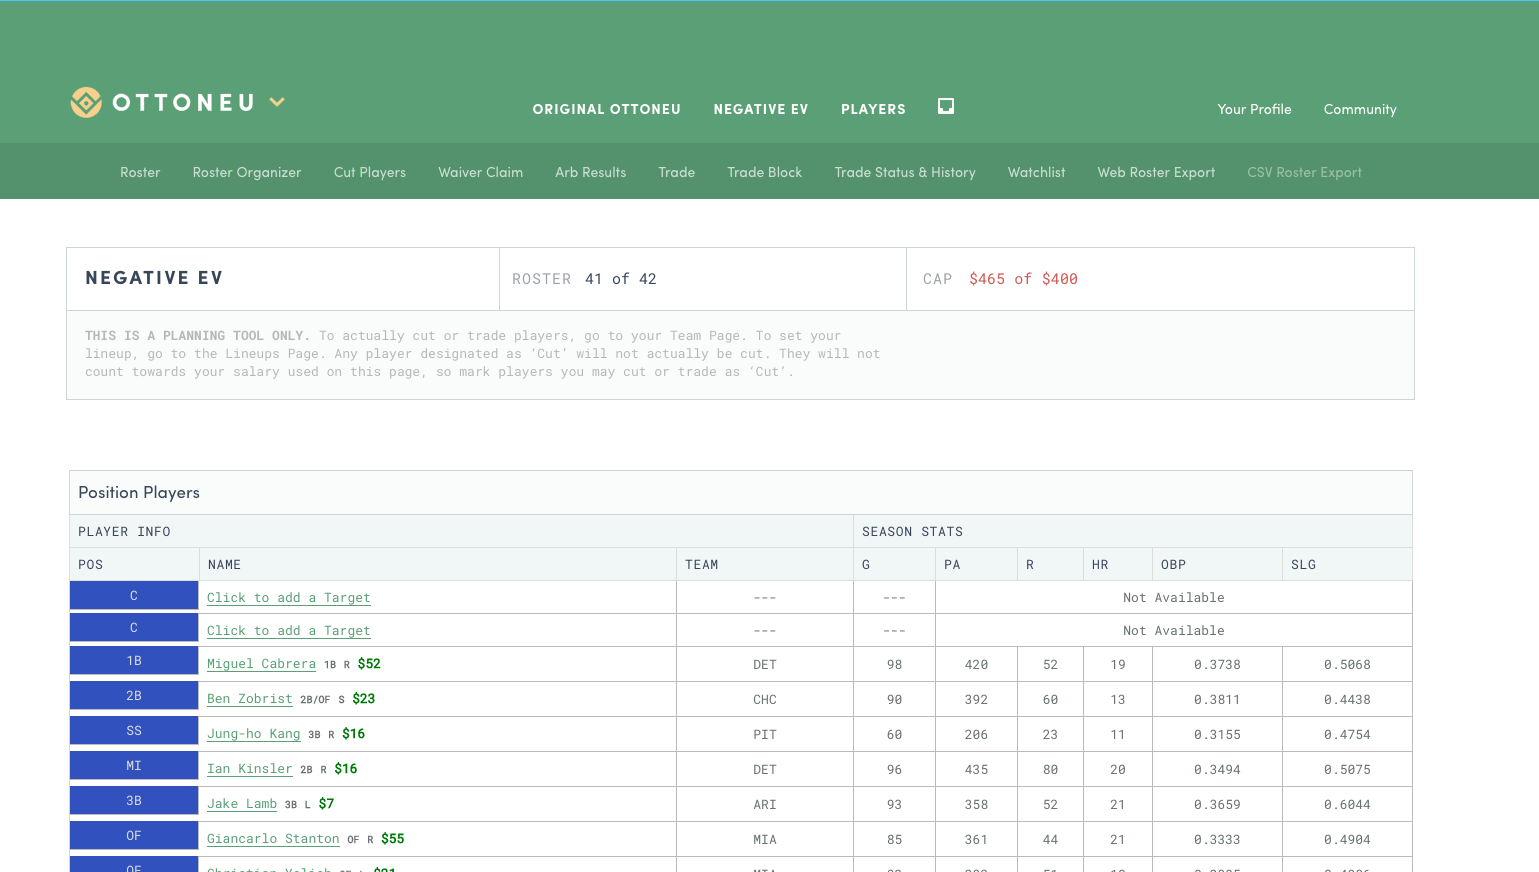 OTTONEU
ORIGINAL OTTONEU NEGATIVE EV PLAYERS
Your Profile Community
Roster Roster Organizer Cut Players Waiver Claim Arb Results Trade Trade Block Trade Status & History Watchlist Web Roster Export CSV Roster Export
NEGATIVE EV ROSTER 41 of 42 CAP $465 of $400
THIS IS A PLANNING TOOL ONLY. To actually cut or trade players, go to your Team Page. To set your
lineup, go to the Lineups Page. Any player designated as ‘Cut’ will not actually be cut. They will not
count towards your salary used on this page, so mark players you may cut or trade as ‘Cut’.
Position Players
PLAYER INFO SEASON STATS
POS NAME TEAM G PA R HR OBP SLG
C Click to add a Target --- --- Not Available
C Click to add a Target --- --- Not Available
1B Miguel Cabrera 1B R $52 DET 98 420 52 19 0.3738 0.5068
2B Ben Zobrist 2B/OF S $23 CHC 90 392 60 13 0.3811 0.4438
SS Jung-ho Kang 3B R $16 PIT 60 206 23 11 0.3155 0.4754
MI Ian Kinsler 2B R $16 DET 96 435 80 20 0.3494 0.5075
3B Jake Lamb 3B L $7 ARI 93 358 52 21 0.3659 0.6044
OF Giancarlo Stanton OF R $55 MIA 85 361 44 21 0.3333 0.4904
OF Christian Yelich